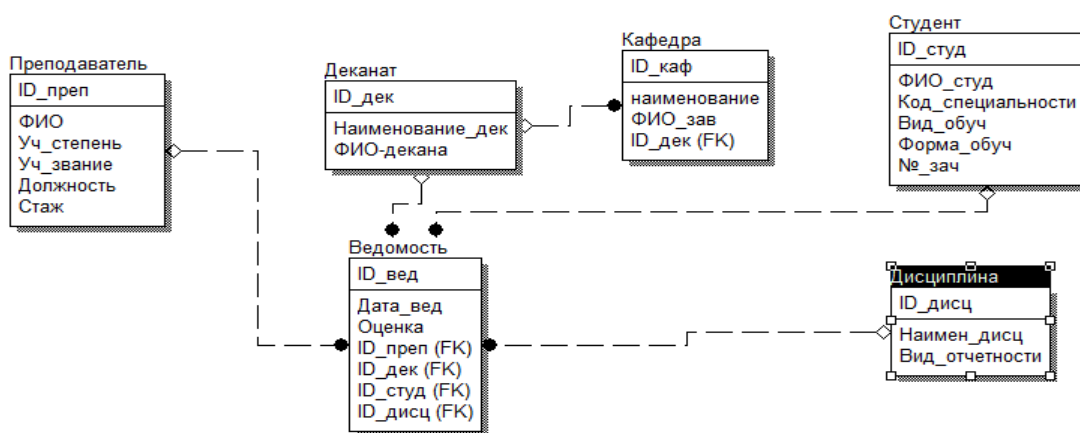 Преподаватель
ID_преп
ФИО
Уч_степень
Уч_звание
Должность
Стаж
Деканат
ID_дек
Наименование_дек
ФИО-декана
Кафедра
ID_каф
наименование
ФИО_зав
ID_дек (FK)
Студент
ID_студ
ФИО_студ
Код_специальности
Вид_обуч
Форма_обуч
№_зач
Ведомость
ID_вед
Дата_вед
Оценка
ID_преп (FK)
ID_дек (FK)
ID_студ (FK)
ID_дисц (FK)
Дисциплина
ID_дисц
Наимен_дисц
Вид_отчетности